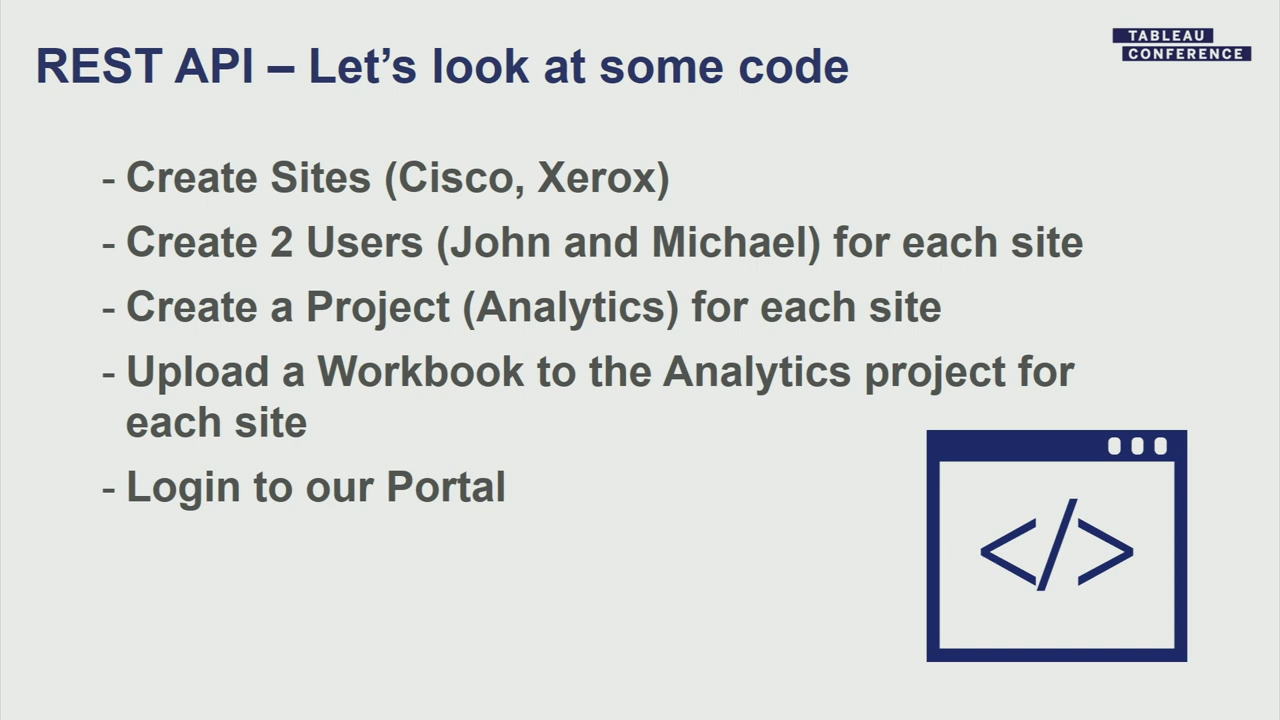 REST API – Let's look at some code
TABLEAU
CONFERENCE
- Create Sites (Cisco, Xerox)
- Create 2 Users (John and Michael) for each site
- Create a Project (Analytics) for each site
- Upload a Workbook to the Analytics project for
each site
- Login to our Portal
</>